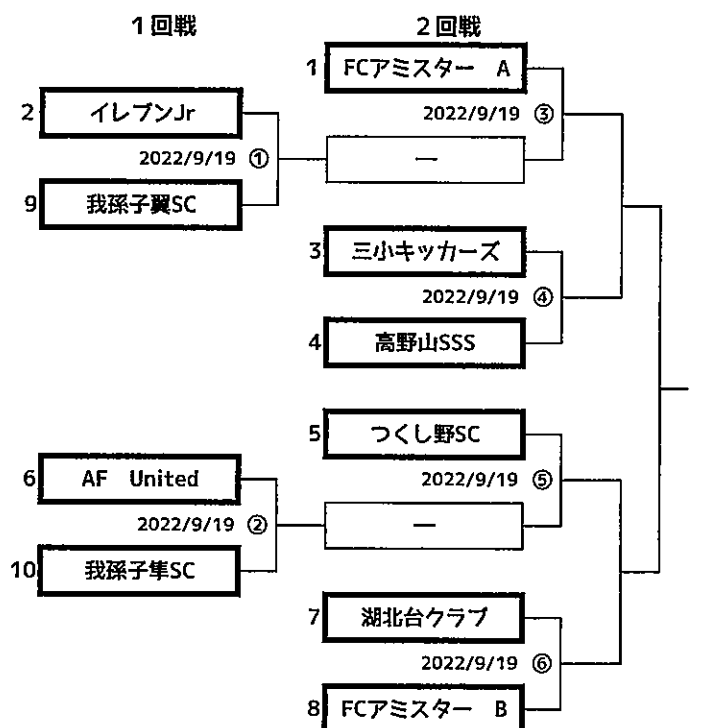 1回戦 2回戦
1 FCアミスター A
2 イレブンJr
2022/9/19 ③
2022/9/19 ①
ー
9 我孫子翼SC
3 三小キッカーズ
2022/9/19 ④
4 高野山SSS
5 つくし野SC
6 AF United
2022/9/19 ⑤
2022/9/19 ②
ー
10 我孫子隼SC
7 湖北台クラブ
2022/9/19 ⑥
8 FCアミスター B